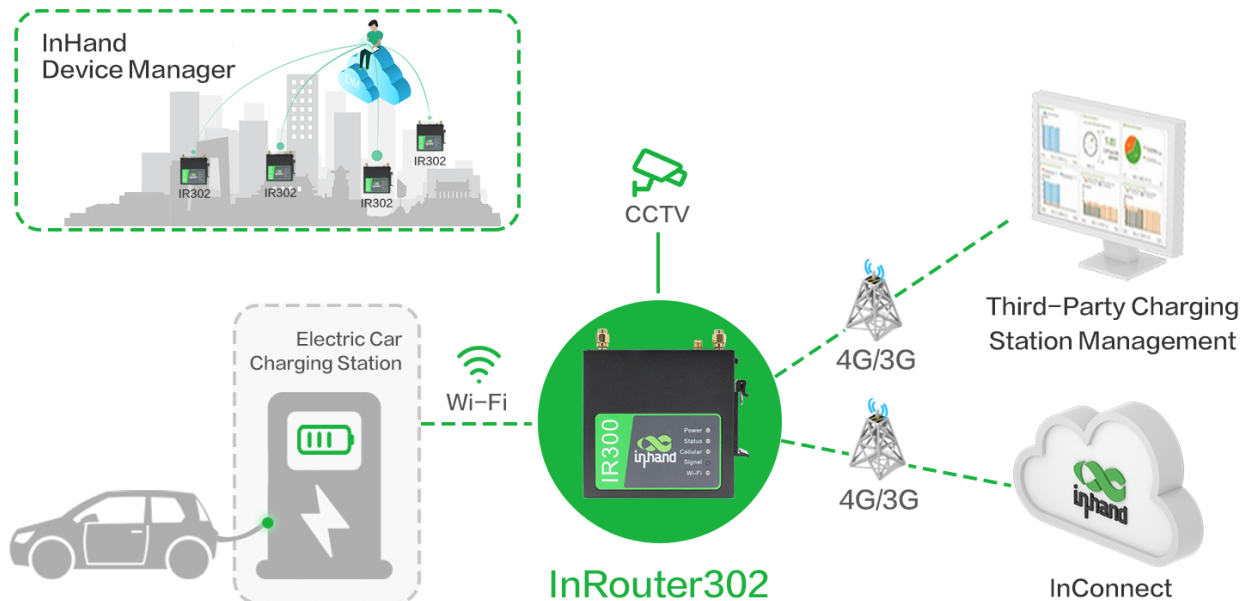 InHand
Device Manager
DM
IR302
IR302
IR302
IR302
CCTV
Electric Car
Charging Station
Wi-Fi
IR300
inhand
Power
Status
Cellular
Signal
Wi-Fi
InRouter302
4G/3G
Third-Party Charging
Station Management
4G/3G
inhand
InConnect